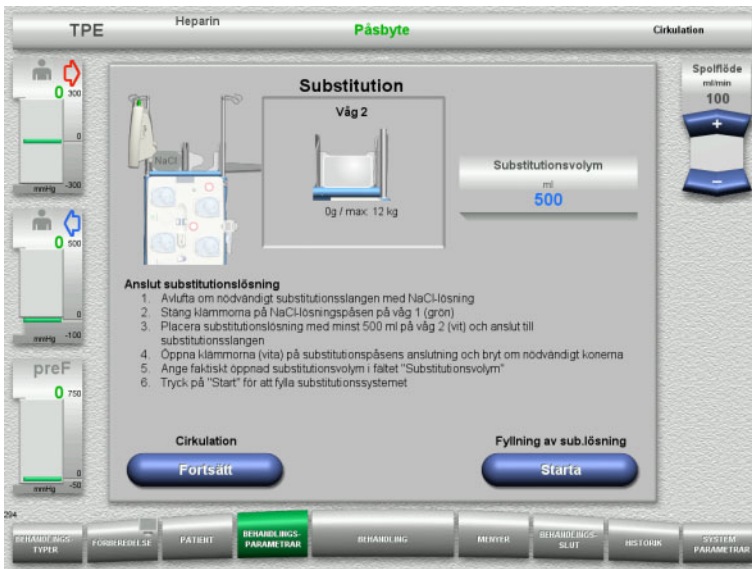 TPE
Heparin
Påsbyte
Cirkulation
0 300
0
mmHg -300
0 500
0
mmHg -100
preF
0 750
0
mmHg -50
Substitution
NaCl
Våg 2
0g / max: 12 kg
Substitutionsvolym
ml
500
Spolflöde
ml/min
100
+
–
Anslut substitutionslösning
1. Avlufta om nödvändigt substitutionsslangen med NaCl-lösning
2. Stäng klämmorna på NaCl-lösningspåsen på våg 1 (grön)
3. Placera substitutionslösning med minst 500 ml på våg 2 (vit) och anslut till
substitutionsslangen
4. Öppna klämmorna (vita) på substitutionspåsens anslutning och bryt om nödvändigt konerna
5. Ange faktiskt öppnad substitutionsvolym i fältet "Substitutionsvolym"
6. Tryck på "Start" för att fylla substitutionssystemet
Cirkulation
Fortsätt
Fyllning av sub.lösning
Starta
294
BEHANDLINGS-
TYPER
FÖRBEREDELSE
PATIENT
BEHANDLINGS-
PARAMETRAR
BEHANDLING
MENYER
BEHANDLINGS-
SLUT
HISTORIK
SYSTEM
PARAMETRAR